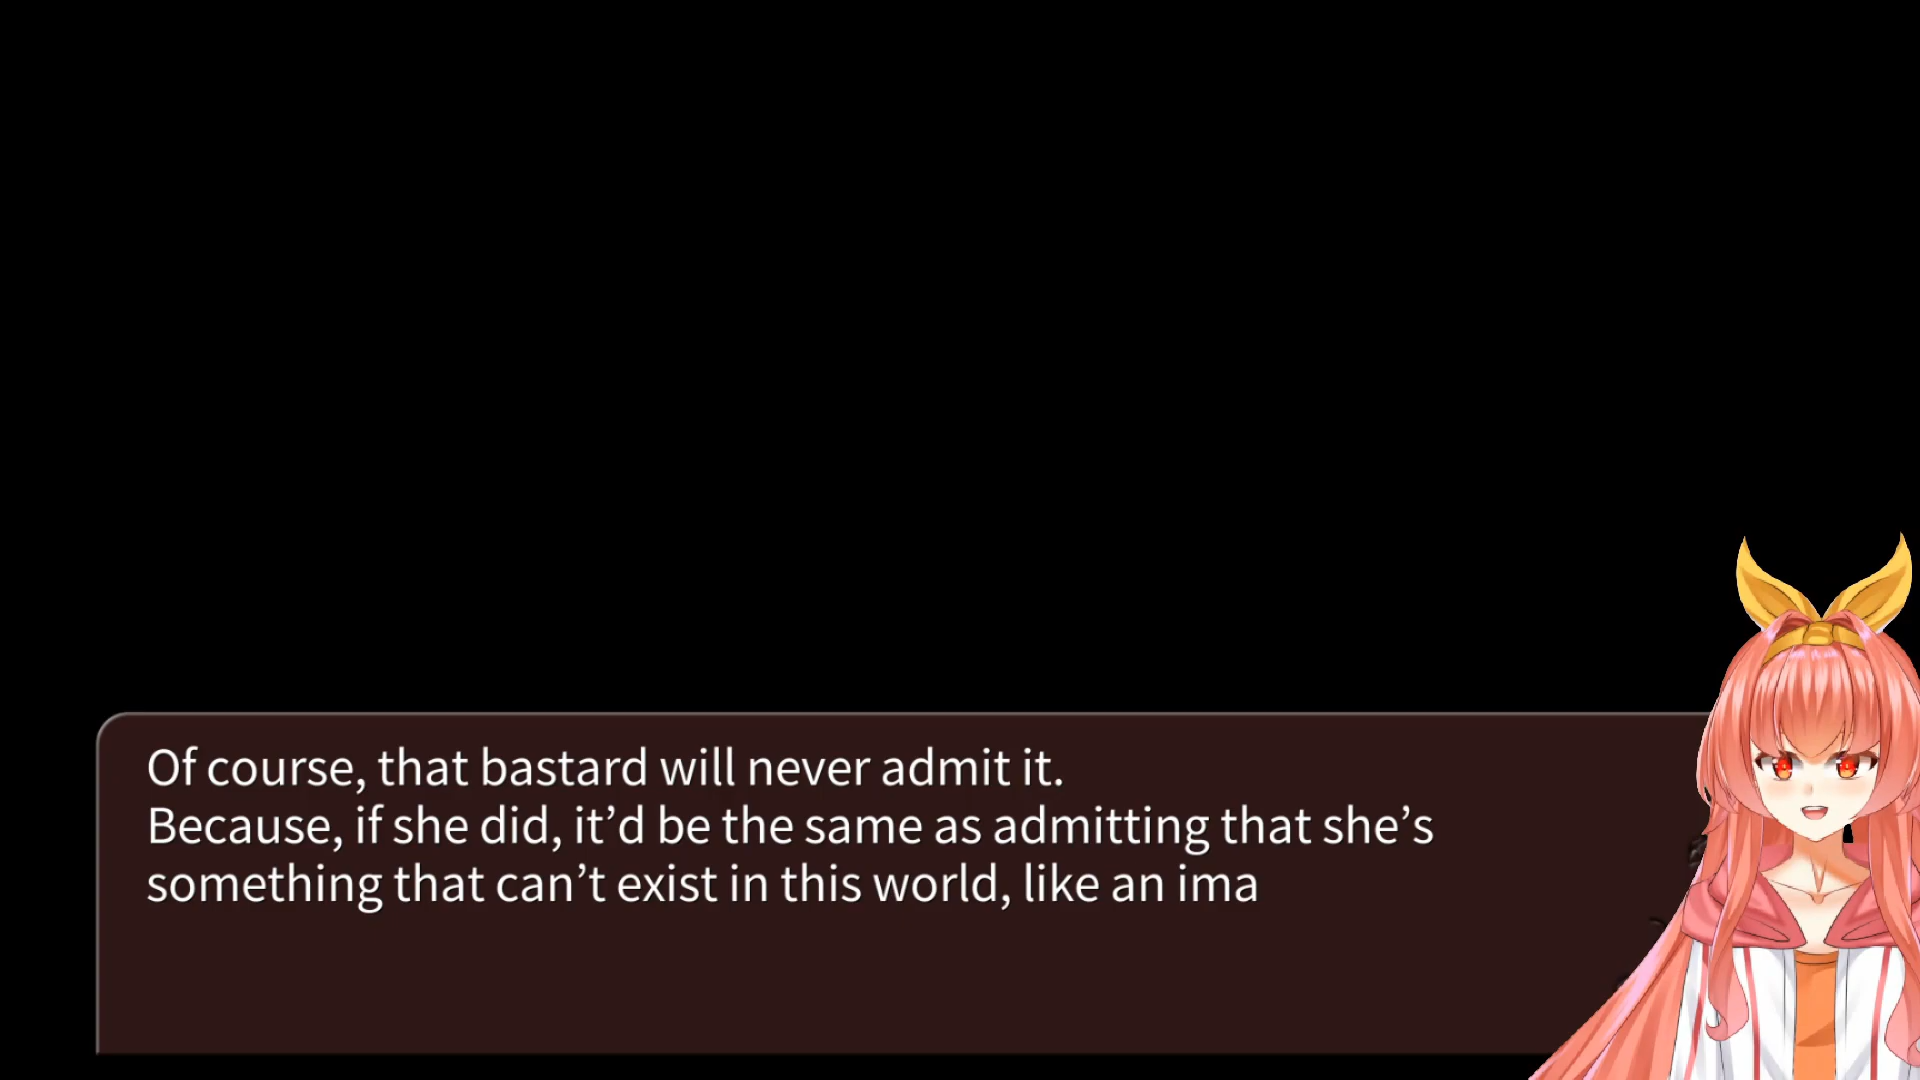 Of course, that bastard will never admit it.
Because, if she did, it’d be the same as admitting that she’s
something that can’t exist in this world, like an ima